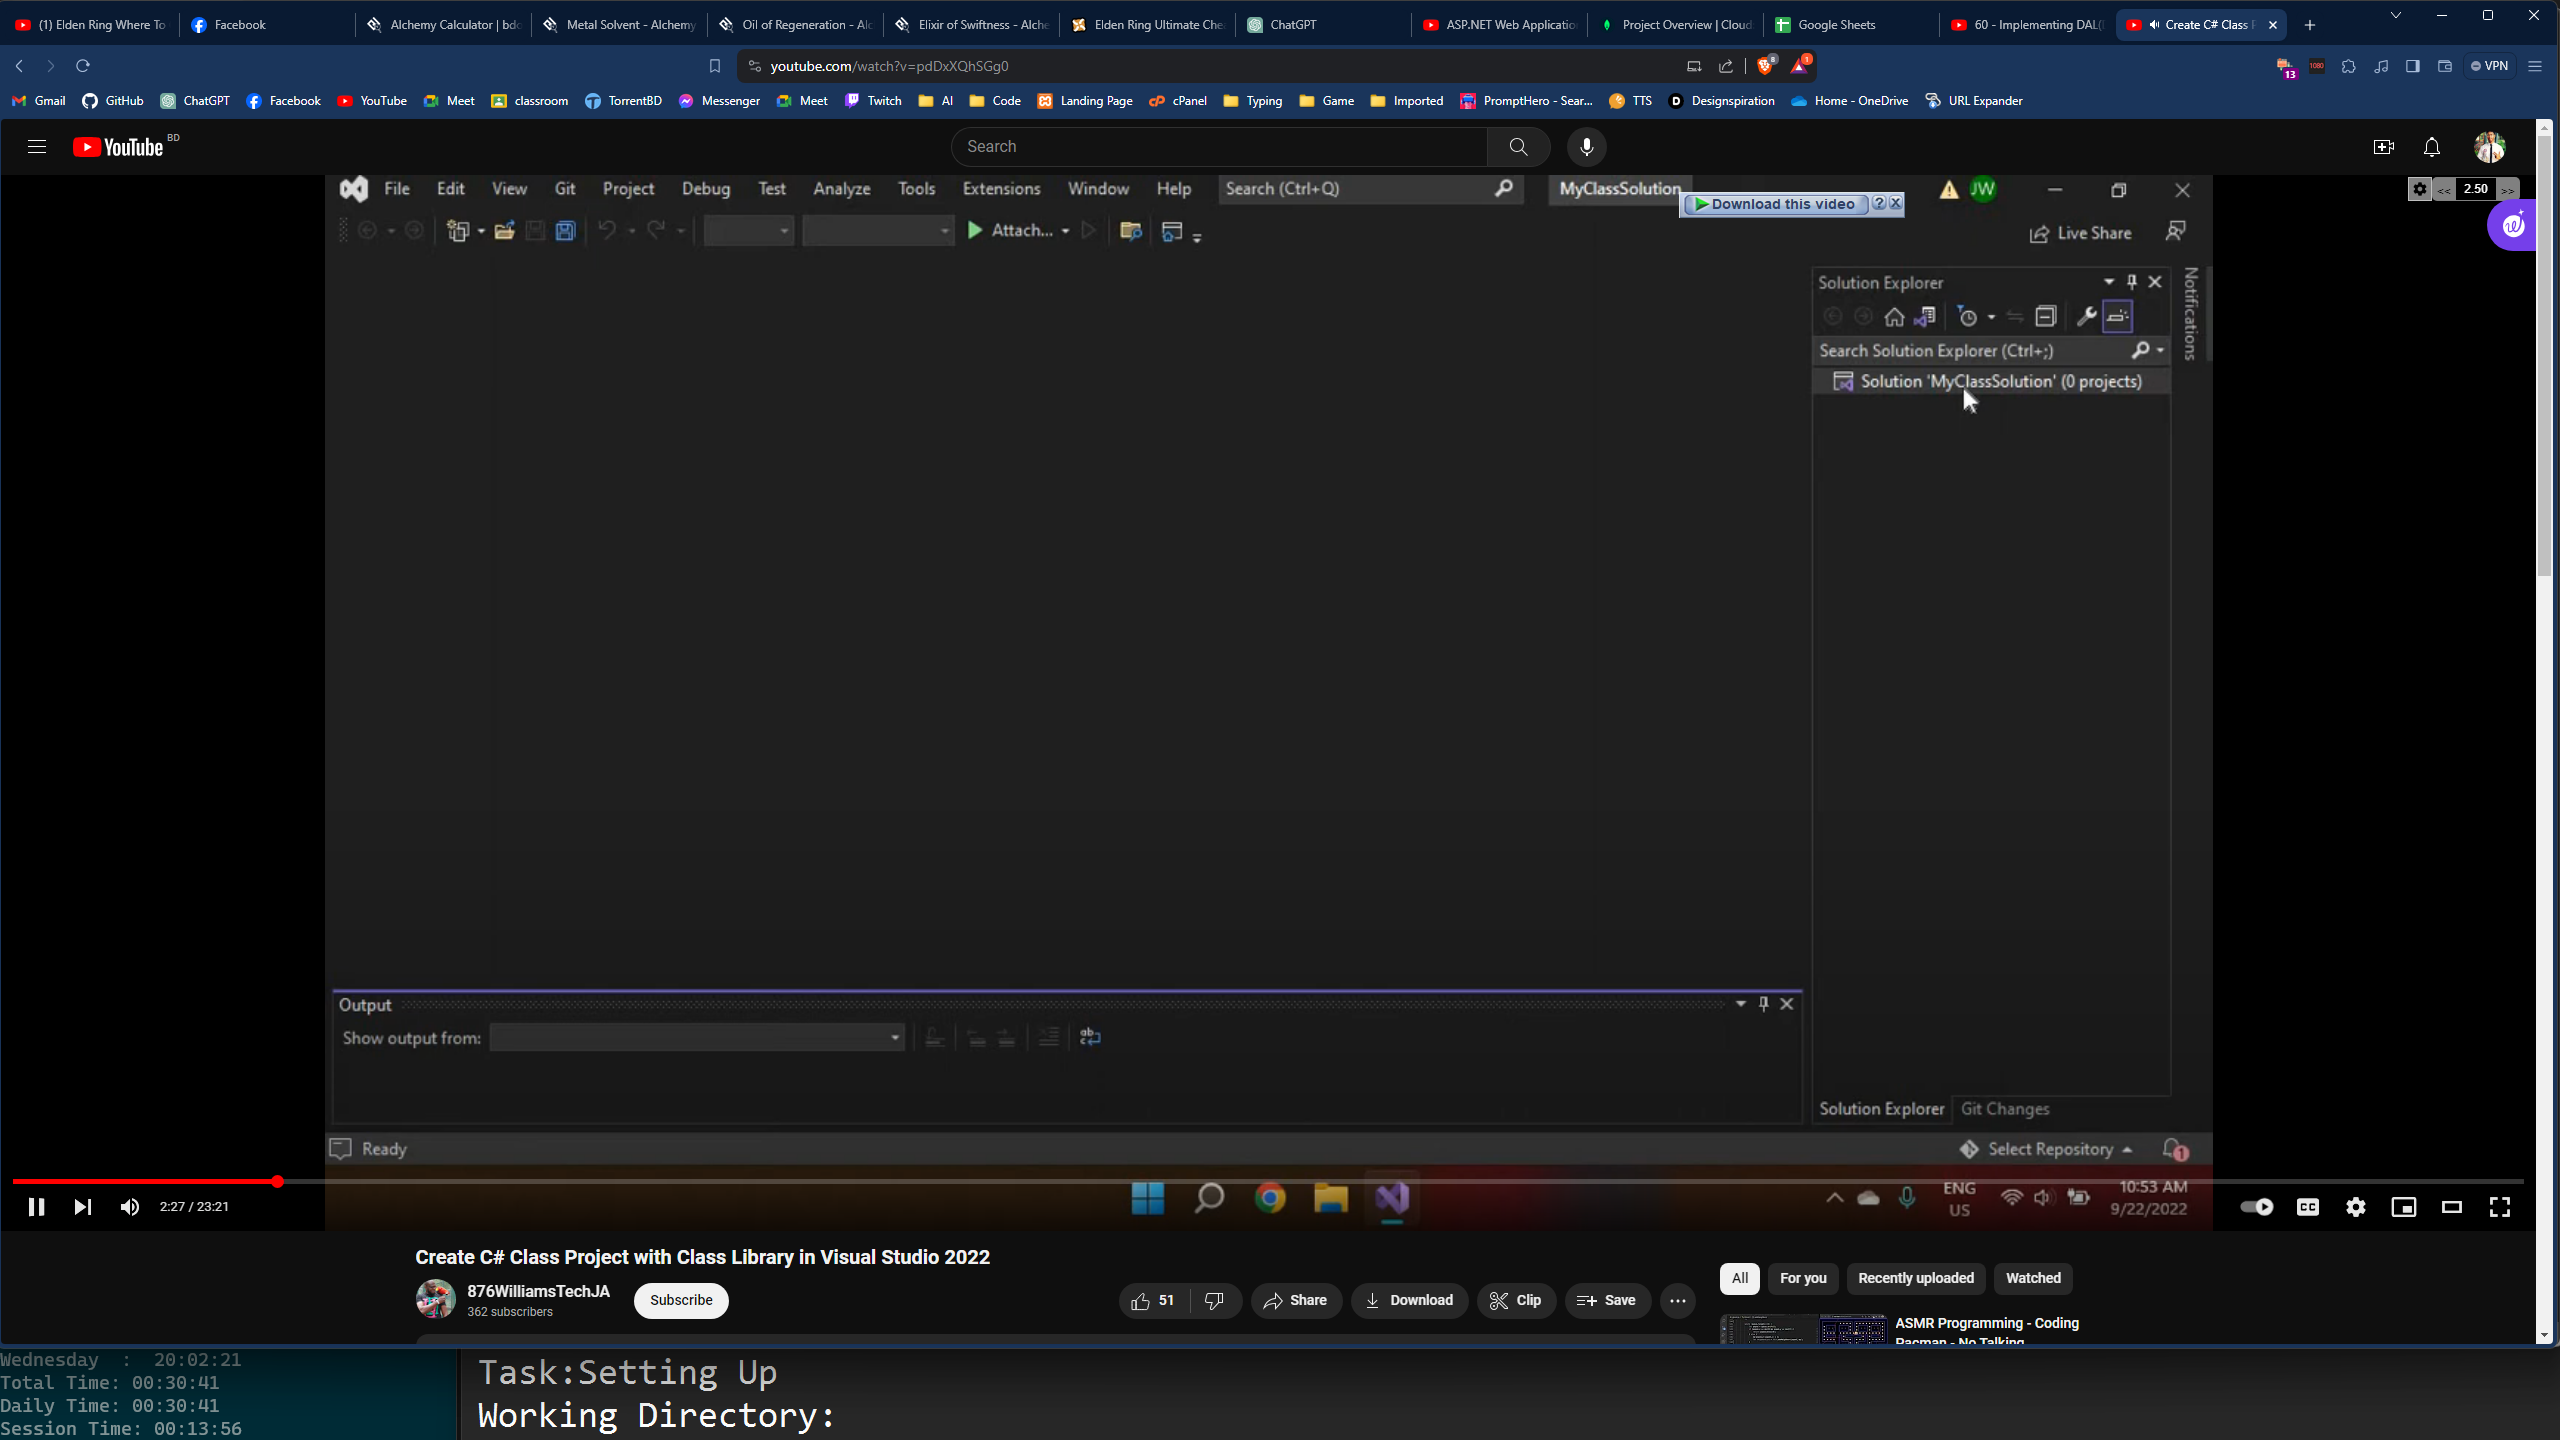 (1) Elden Ring Where To
Facebook
Alchemy Calculator | bdo
Metal Solvent - Alchemy
Oil of Regeneration - Alc
Elixir of Swiftness - Alche
Elden Ring Ultimate Che
ChatGPT
ASP.NET Web Application
Project Overview | Cloud
Google Sheets
60 - Implementing DAL(
Create C# Class P
youtube.com/watch?v=pdDxXQhSGg0
8
1
13
1080
VPN
Gmail GitHub ChatGPT Facebook YouTube Meet classroom TorrentBD Messenger Meet Twitch AI Code Landing Page cPanel Typing Game Imported PromptHero - Sear... TTS Designspiration Home - OneDrive URL Expander
YouTube BD
Search
File Edit View Git Project Debug Test Analyze Tools Extensions Window Help Search (Ctrl+Q) MyClassSolution
JW
<< 2.50 >>
Download this video ? X
Attach...
Live Share
Notifications
Solution Explorer
Search Solution Explorer (Ctrl+;)
Solution 'MyClassSolution' (0 projects)
Output
Show output from:
Solution Explorer Git Changes
Ready
Select Repository
1
2:27 / 23:21
ENG
US
10:53 AM
9/22/2022
CC
Create C# Class Project with Class Library in Visual Studio 2022
876WilliamsTechJA
362 subscribers
Subscribe
51
Share
Download
Clip
Save
All For you Recently uploaded Watched
ASMR Programming - Coding
Pacman - No Talking
Wednesday : 20:02:21
Total Time: 00:30:41
Daily Time: 00:30:41
Session Time: 00:13:56
Task:Setting Up
Working Directory: